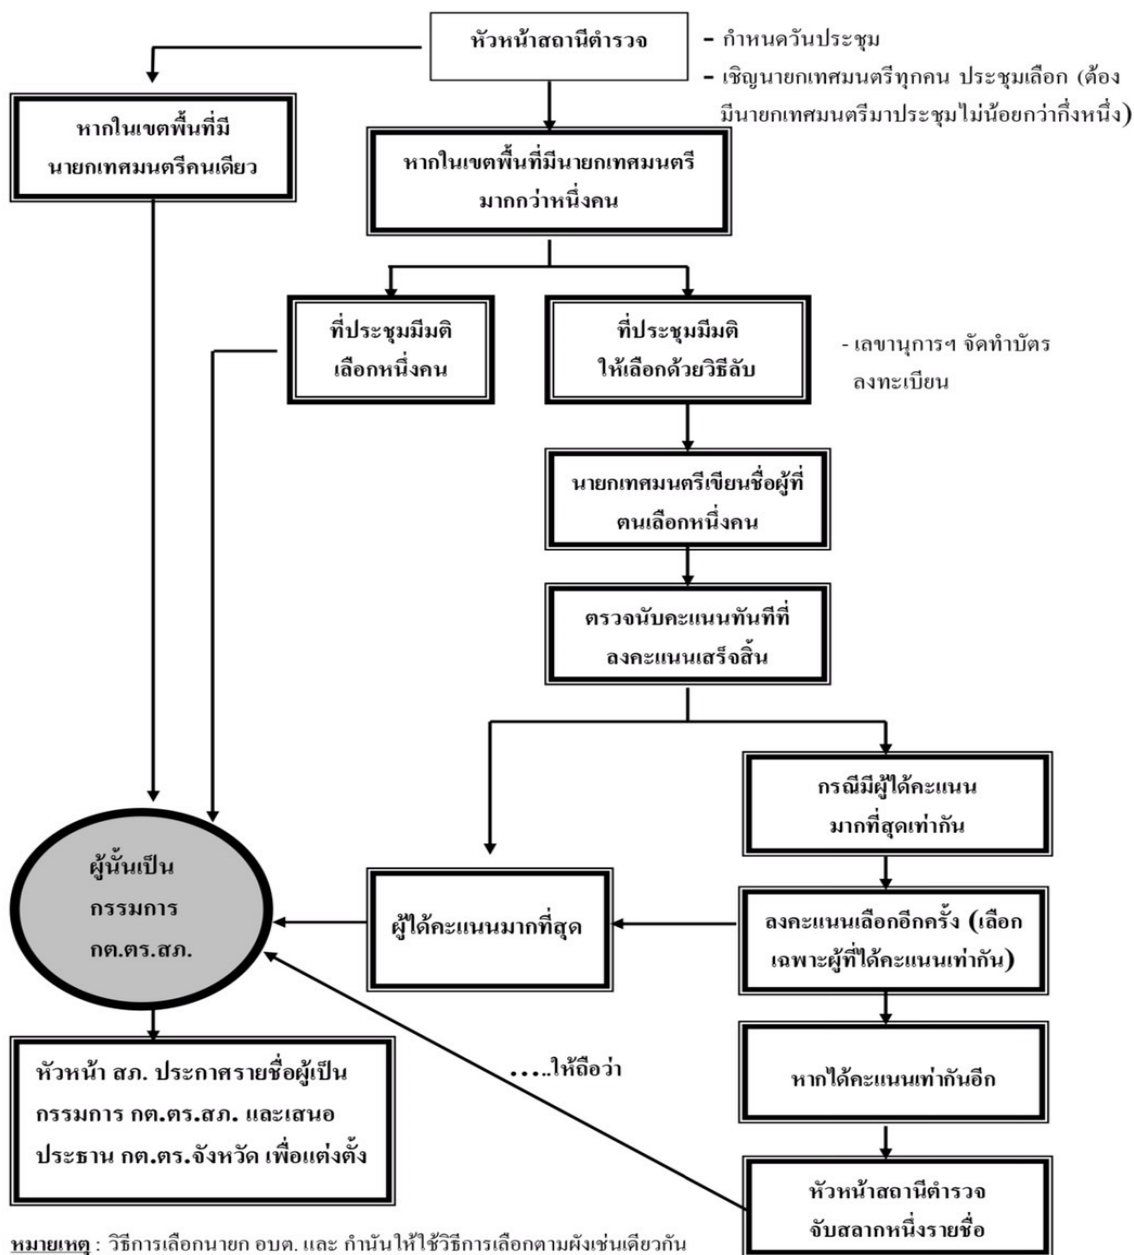 หัวหน้าสถานีตำรวจ
- กำหนดวันประชุม
- เชิญนายกเทศมนตรีทุกคน ประชุมเลือก (ต้อง
มีนายกเทศมนตรีมาประชุมไม่น้อยกว่ากึ่งหนึ่ง)
หากในเขตพื้นที่มี
นายกเทศมนตรีคนเดียว
หากในเขตพื้นที่มีนายกเทศมนตรี
มากกว่าหนึ่งคน
ที่ประชุมมีมติ
เลือกหนึ่งคน
ที่ประชุมมีมติ
ให้เลือกด้วยวิธีลับ
- เลขานุการฯ จัดทำบัตร
ลงทะเบียน
นายกเทศมนตรีเขียนชื่อผู้ที่
ตนเลือกหนึ่งคน
ตรวจนับคะแนนทันทีที่
ลงคะแนนเสร็จสิ้น
กรณีมีผู้ได้คะแนน
มากที่สุดเท่ากัน
ผู้นั้นเป็น
กรรมการ
กต.ตร.สภ.
ผู้ได้คะแนนมากที่สุด
ลงคะแนนเลือกอีกครั้ง (เลือก
เฉพาะผู้ที่ได้คะแนนเท่ากัน)
หัวหน้า สภ. ประกาศรายชื่อผู้เป็น
กรรมการ กต.ตร.สภ. และเสนอ
ประธาน กต.ตร.จังหวัด เพื่อแต่งตั้ง
.....ให้ถือว่า
หากได้คะแนนเท่ากันอีก
หัวหน้าสถานีตำรวจ
จับสลากหนึ่งรายชื่อ
หมายเหตุ : วิธีการเลือกนายก อบต. และ กำนันให้ใช้วิธีการเลือกตามผังเช่นเดียวกัน